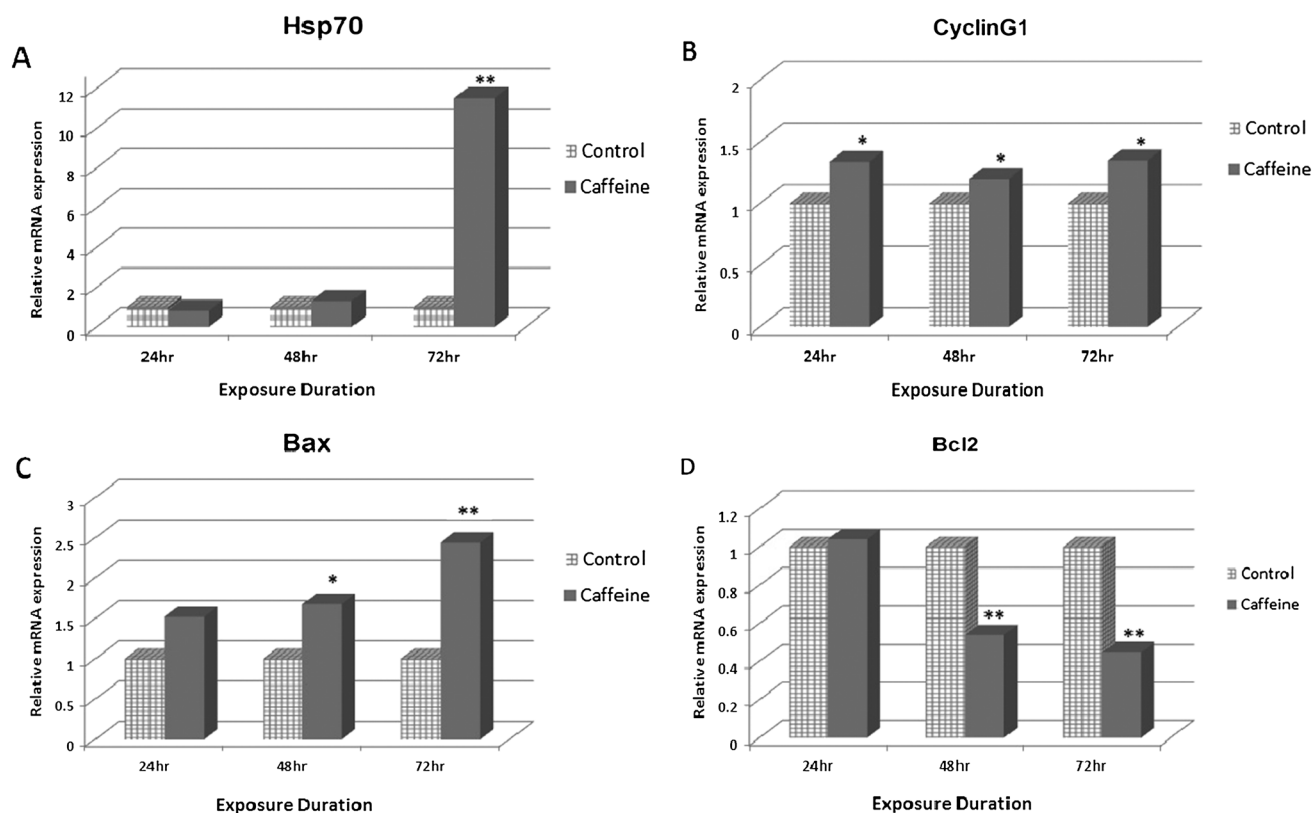 Hsp70
A
Relative mRNA expression
12
10
8
6
4
2
0
**
24hr
48hr
72hr
Exposure Duration
Control
Caffeine
CyclinG1
B
Relative mRNA expression
2
1.5
1
0.5
0
*
*
*
24hr
48hr
72hr
Exposure Duration
Control
Caffeine
Bax
C
Relative mRNA expression
3
2.5
2
1.5
1
0.5
0
*
**
24hr
48hr
72hr
Exposure Duration
Control
Caffeine
Bcl2
D
Relative mRNA expression
1.2
1
0.8
0.6
0.4
0.2
0
**
**
24hr
48hr
72hr
Exposure Duration
Control
Caffeine